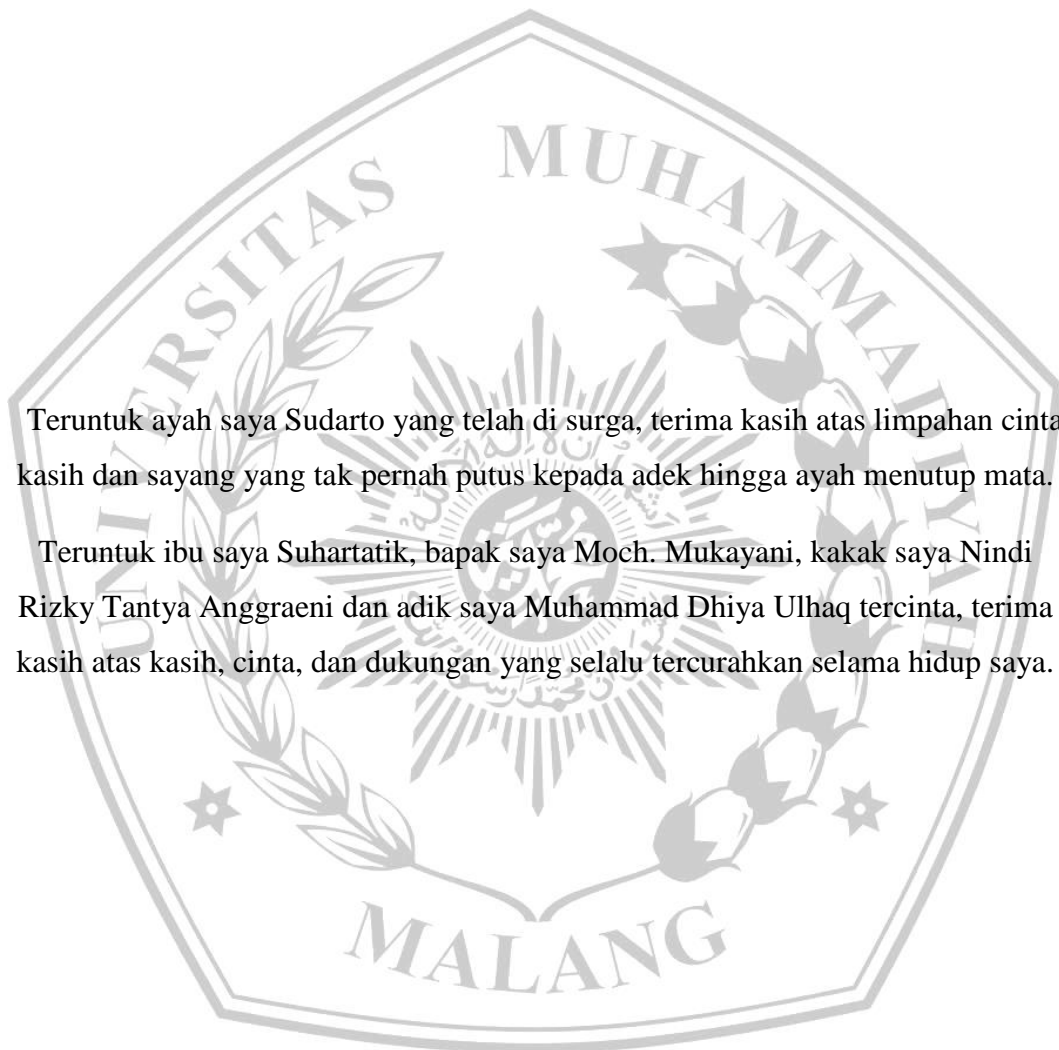 UNIVERSITAS MUHAMMADIYAH
Teruntuk ayah saya Sudarto yang telah di surga, terima kasih atas limpahan cinta
kasih dan sayang yang tak pernah putus kepada adek hingga ayah menutup mata.
Teruntuk ibu saya Suhartatik, bapak saya Moch. Mukayani, kakak saya Nindi
Rizky Tantya Anggraeni dan adik saya Muhammad Dhiya Ulhaq tercinta, terima
kasih atas kasih, cinta, dan dukungan yang selalu tercurahkan selama hidup saya.
MALANG